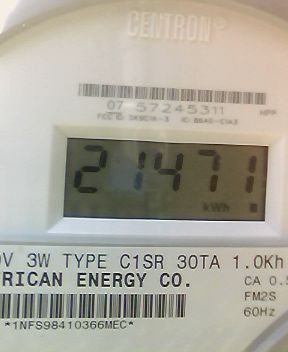 CENTRON®
07 57245311
21471
kWh
V 3W TYPE C1SR 30TA 1.0Kh
RICAN ENERGY CO.
CA 0.5
FM2S
60Hz
*1NFS98410366MEC*